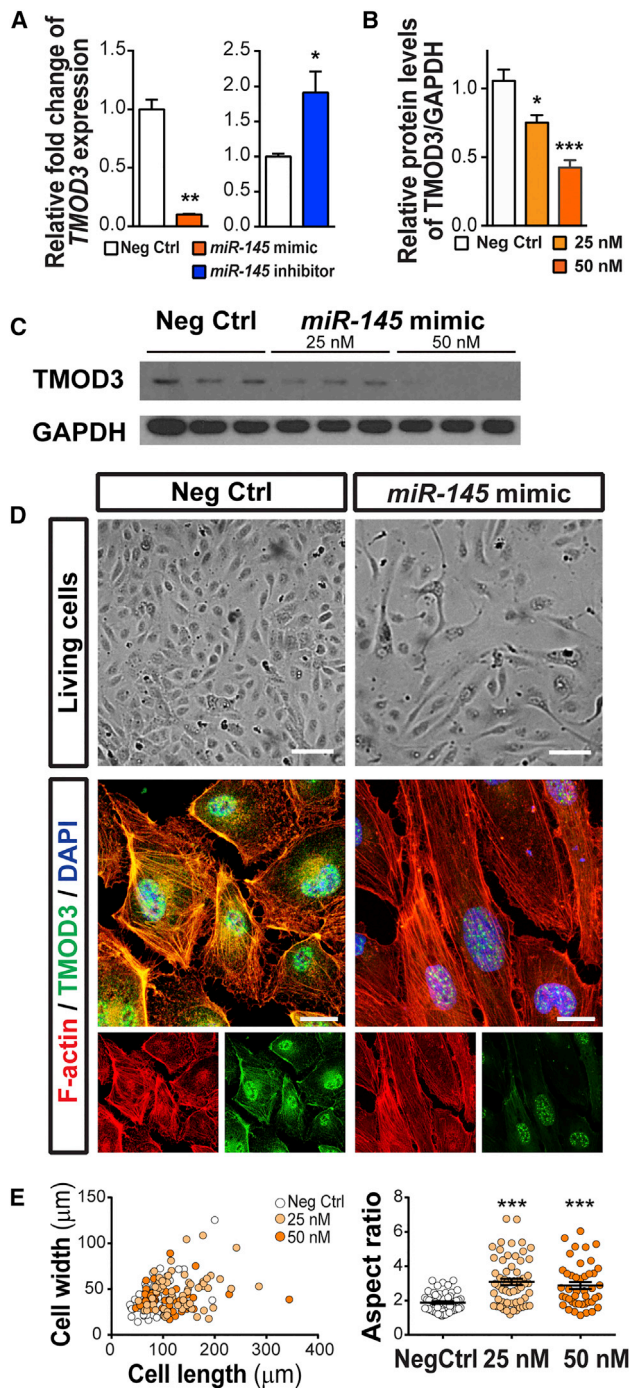 A
Relative fold change of
TMOD3 expression
1.5
1.0
0.5
0.0
**
2.5
2.0
1.5
1.0
0.5
0.0
*
Neg Ctrl
miR-145 mimic
miR-145 inhibitor
B
Relative protein levels
of TMOD3/GAPDH
1.0
0.5
0.0
*
***
Neg Ctrl
25 nM
50 nM
C
Neg Ctrl
miR-145 mimic
25 nM
50 nM
TMOD3
GAPDH
D
Neg Ctrl
miR-145 mimic
Living cells
F-actin / TMOD3 / DAPI
E
Cell width (μm)
150
100
50
0
0 100 200 300 400
Cell length (μm)
Neg Ctrl
25 nM
50 nM
Aspect ratio
8
6
4
2
0
***
***
NegCtrl 25 nM 50 nM